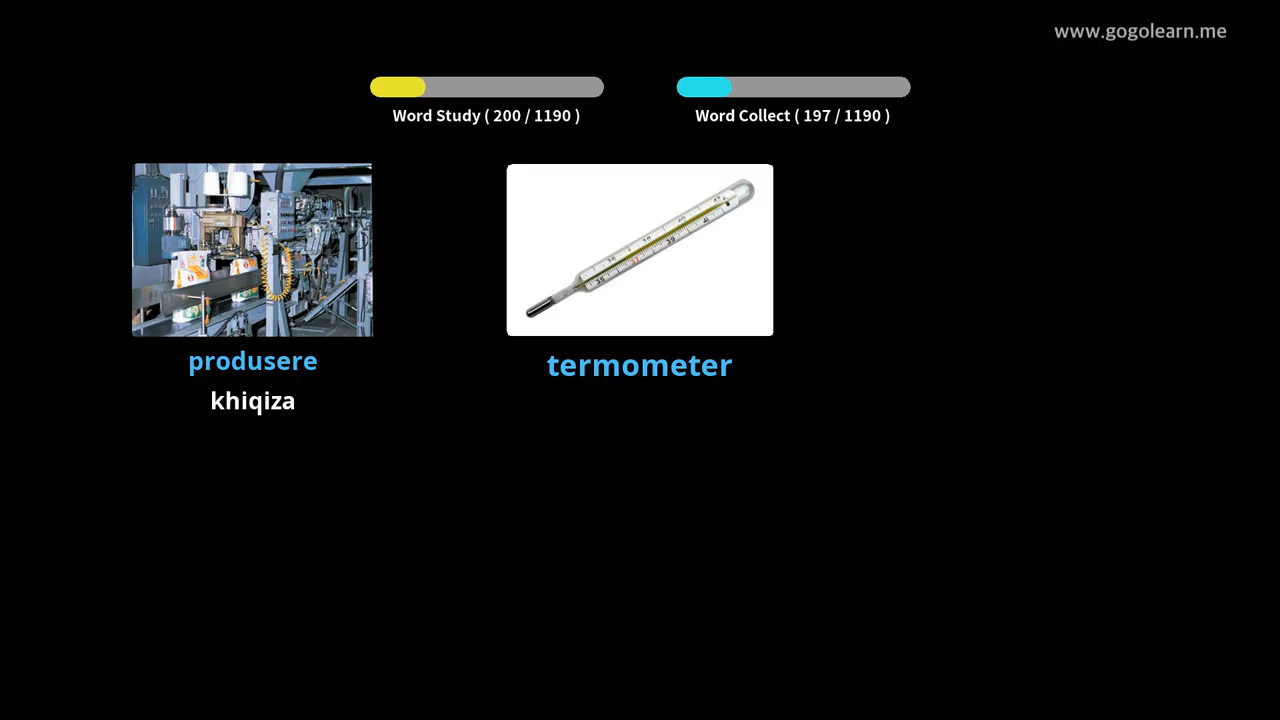 www.gogolearn.me
Word Study ( 200 / 1190 )
Word Collect ( 197 / 1190 )
produsere
khiqiza
termometer